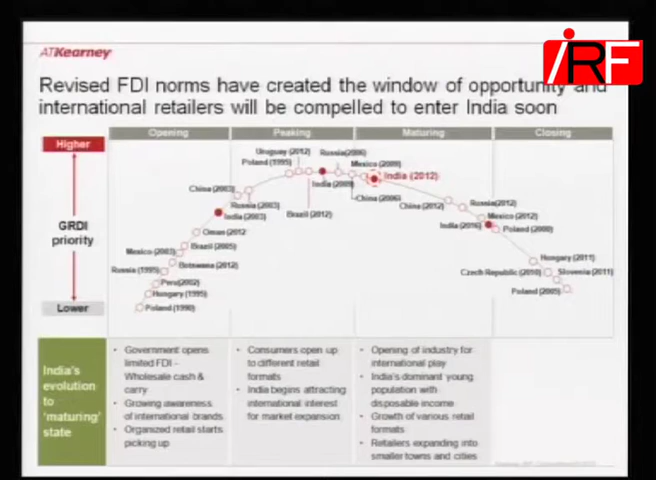 ATKearney
iRF
Revised FDI norms have created the window of opportunity and
international retailers will be compelled to enter India soon
Opening
Peaking
Maturing
Closing
Higher
GRDI
priority
Lower
Uruguay (2012)
Russia(2006)
Poland (1995)
Mexico (2009)
India (2012)
China (2003)
India (2009)
China (2006)
Russia (2003)
China (2012)
Russia(2012)
India (2003)
Brazil (2012)
Mexico (2012)
Oman (2012
Poland (2000)
Mexico (2003)
Brazil (2005)
Hungary (2011)
Russia (1995)
Botswana (2012)
Czech Republic (2010)
Slovenia (2011)
Peru(2002)
Poland (2005)
Hungary (1995)
Poland (1990)
India's
evolution
to
'maturing'
state
• Government opens
limited FDI –
Wholesale cash &
carry
• Growing awareness
of international brands.
• Organized retail starts
picking up
• Consumers open up
to different retail
formats
• India begins attracting
international interest
for market expansion.
• Opening of industry for
international play
• India's dominant young
population with
disposable income
• Growth of various retail
formats
• Retailers expanding into
smaller towns and cities